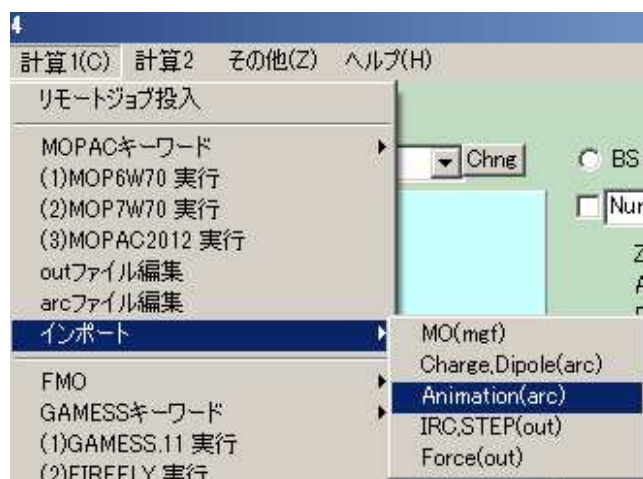 4
計算1(C) 計算2 その他(Z) ヘルプ(H)
リモートジョブ投入
MOPACキーワード
(1)MOP6W70 実行
(2)MOP7W70 実行
(3)MOPAC2012 実行
outファイル編集
arcファイル編集
インポート
FMO
GAMESSキーワード
(1)GAMESS.11 実行
(2)FIREFLY 実行
Chng
BS
MO(mgf)
Charge,Dipole(arc)
Animation(arc)
IRC,STEP(out)
Force(out)